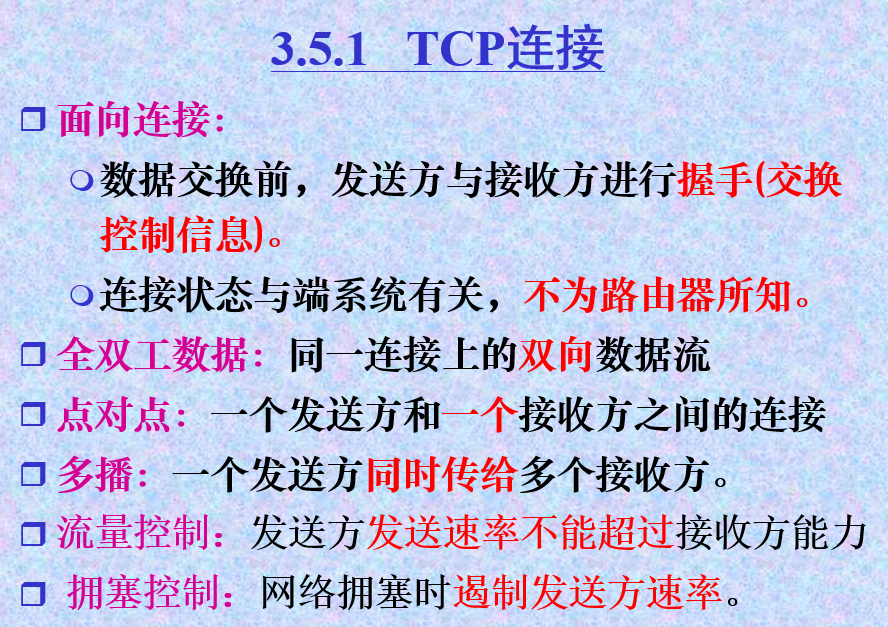 3.5.1 TCP连接
面向连接：
数据交换前，发送方与接收方进行握手(交换
控制信息)。
连接状态与端系统有关，不为路由器所知。
全双工数据：同一连接上的双向数据流
点对点：一个发送方和一个接收方之间的连接
多播：一个发送方同时传给多个接收方。
流量控制：发送方发送速率不能超过接收方能力
拥塞控制：网络拥塞时遏制发送方速率。